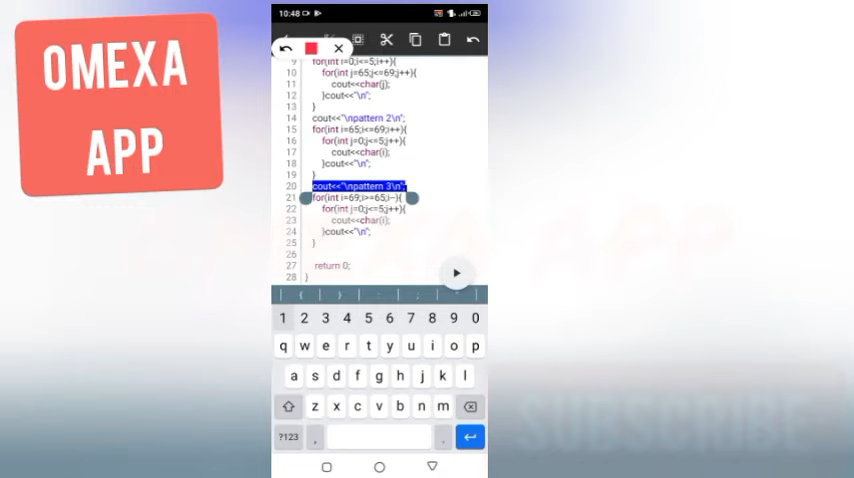 OMEXA
APP
10:48
9 for(int i=0;i<=5;i++){
10 for(int j=65;j<=69;j++){
11 cout<<char(j);
12 }cout<<"\n";
13 }
14 cout<<"\npattern 2\n";
15 for(int i=65;i<=69;i++){
16 for(int j=0;j<=5;j++){
17 cout<<char(i);
18 }cout<<"\n";
19 }
20 cout<<"\npattern 3\n";
21 for(int i=69;i>=65;i--){
22 for(int j=0;j<=5;j++){
23 cout<<char(i);
24 }cout<<"\n";
25 }
26
27 return 0;
28 }
{ } ; "
1 2 3 4 5 6 7 8 9 0
q w e r t y u i o p
a s d f g h j k l
z x c v b n m
?123 , .
SUBSCRIBE